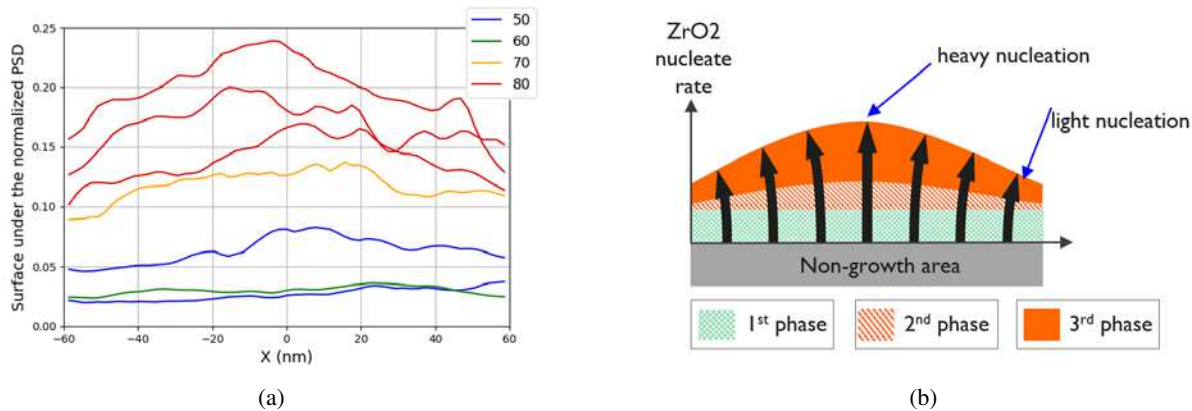 0.25
0.20
0.15
0.10
0.05
0.00
Surface under the normalized PSD
−60
−40
−20
0
20
40
60
X (nm)
50
60
70
80
(a)
ZrO2
nucleate
rate
heavy nucleation
light nucleation
Non-growth area
1st phase
2nd phase
3rd phase
(b)